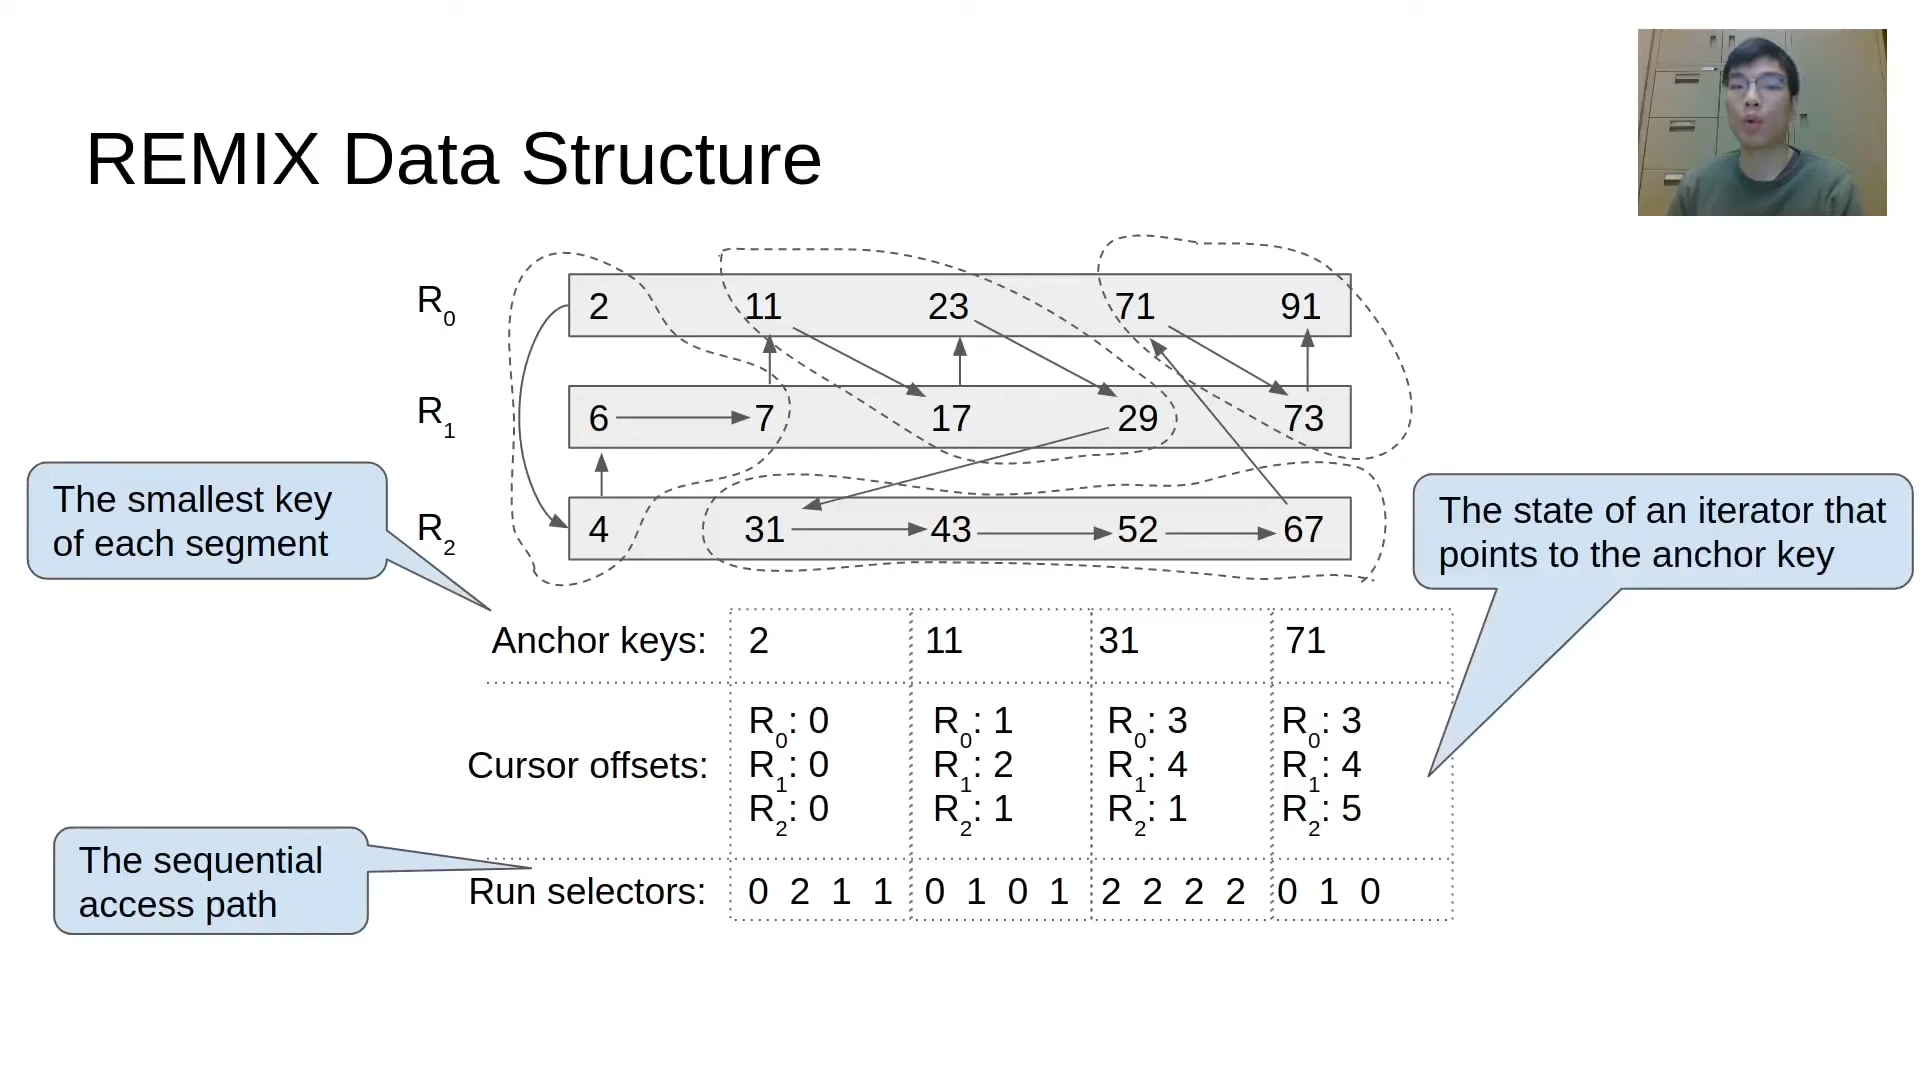 REMIX Data Structure
R0 2 11 23 71 91
R1 6 7 17 29 73
R2 4 31 43 52 67
The smallest key
of each segment
The state of an iterator that
points to the anchor key
Anchor keys: 2 11 31 71
R0: 0 R0: 1 R0: 3 R0: 3
Cursor offsets: R1: 0 R1: 2 R1: 4 R1: 4
R2: 0 R2: 1 R2: 1 R2: 5
The sequential
access path
Run selectors: 0 2 1 1 0 1 0 1 2 2 2 2 0 1 0